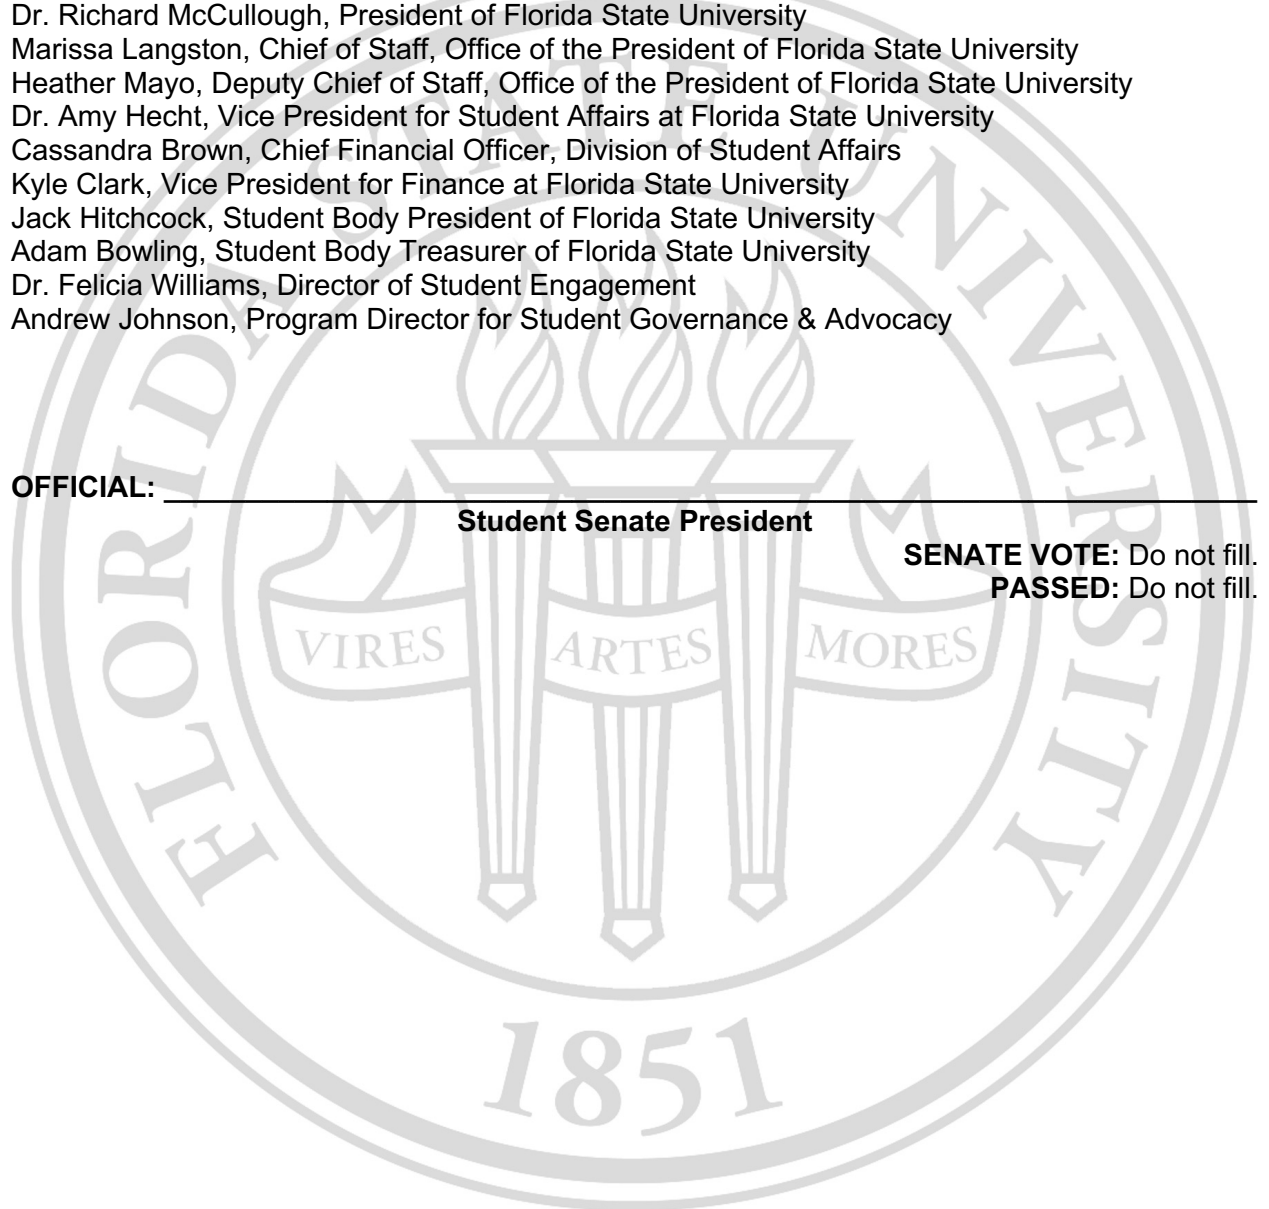 Dr. Richard McCullough, President of Florida State University
Marissa Langston, Chief of Staff, Office of the President of Florida State University
Heather Mayo, Deputy Chief of Staff, Office of the President of Florida State University
Dr. Amy Hecht, Vice President for Student Affairs at Florida State University
Cassandra Brown, Chief Financial Officer, Division of Student Affairs
Kyle Clark, Vice President for Finance at Florida State University
Jack Hitchcock, Student Body President of Florida State University
Adam Bowling, Student Body Treasurer of Florida State University
Dr. Felicia Williams, Director of Student Engagement
Andrew Johnson, Program Director for Student Governance & Advocacy
OFFICIAL:
Student Senate President
SENATE VOTE: Do not fill.
PASSED: Do not fill.
FLORIDA STATE UNIVERSITY
VIRES ARTES MORES
1851